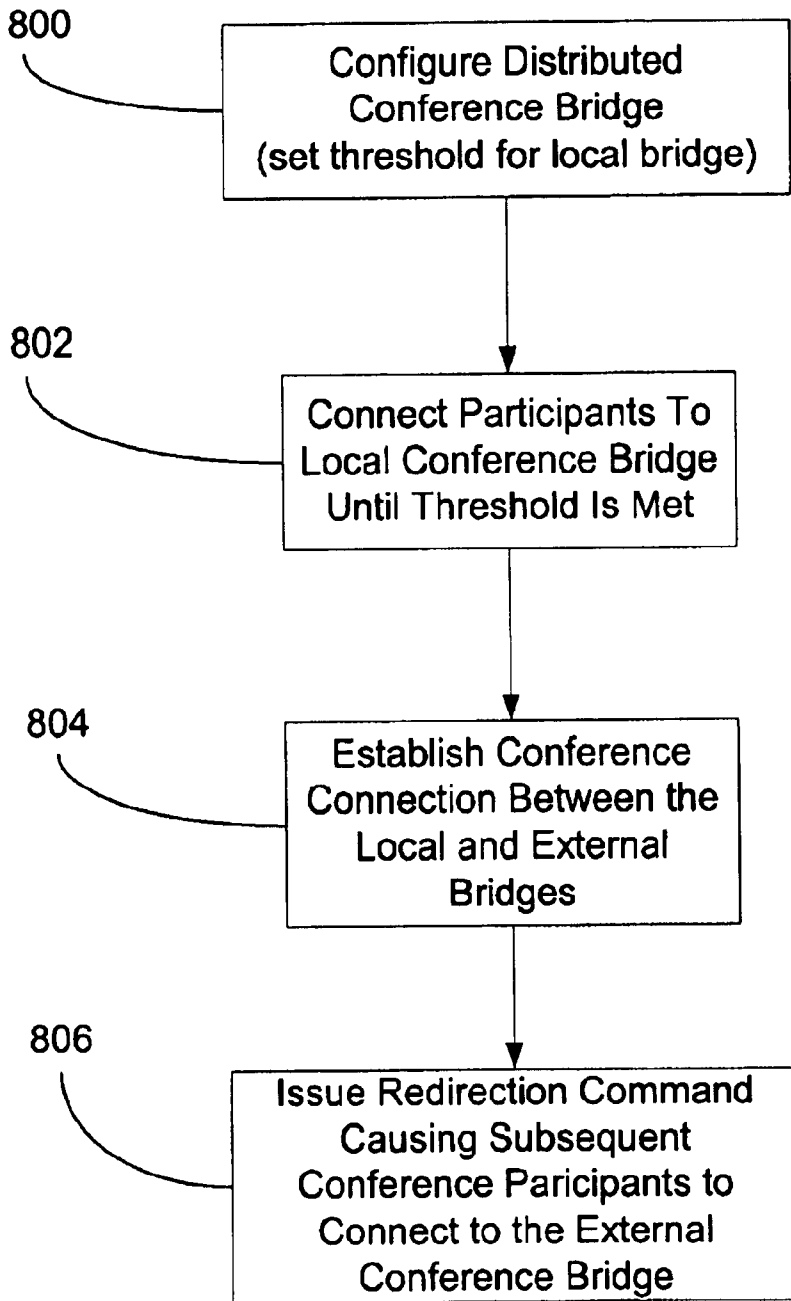 800
Configure Distributed
Conference Bridge
(set threshold for local bridge)
802
Connect Participants To
Local Conference Bridge
Until Threshold Is Met
804
Establish Conference
Connection Between the
Local and External
Bridges
806
Issue Redirection Command
Causing Subsequent
Conference Paricipants to
Connect to the External
Conference Bridge